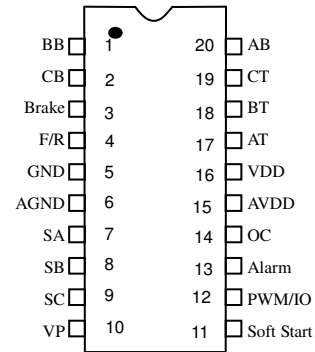 BB 1 20 AB
CB 2 19 CT
Brake 3 18 BT
F/R 4 17 AT
GND 5 16 VDD
AGND 6 15 AVDD
SA 7 14 OC
SB 8 13 Alarm
SC 9 12 PWM/IO
VP 10 11 Soft Start